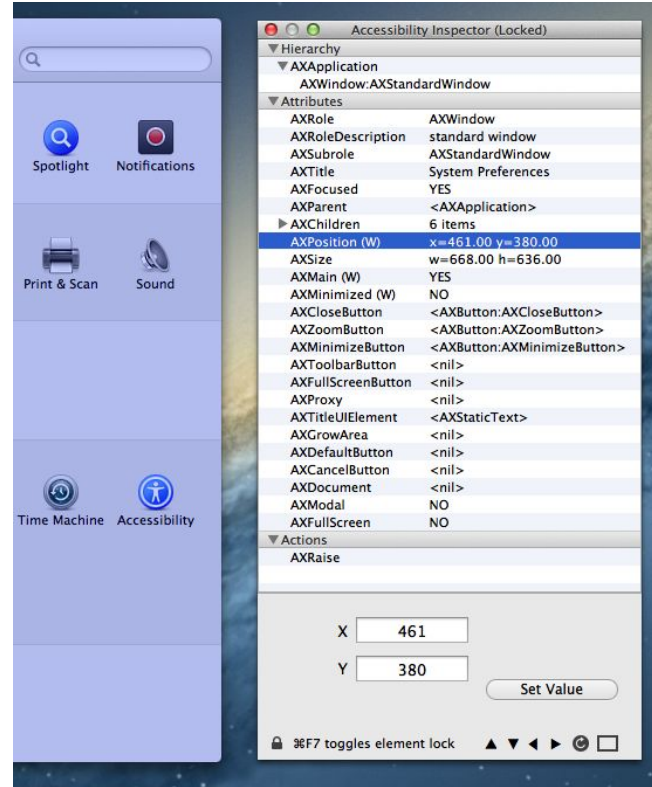 Spotlight Notifications
Print & Scan Sound
Time Machine Accessibility
Accessibility Inspector (Locked)
Hierarchy
AXApplication
AXWindow:AXStandardWindow
Attributes
AXRole AXWindow
AXRoleDescription standard window
AXSubrole AXStandardWindow
AXTitle System Preferences
AXFocused YES
AXParent <AXApplication>
AXChildren 6 items
AXPosition (W) x=461.00 y=380.00
AXSize w=668.00 h=636.00
AXMain (W) YES
AXMinimized (W) NO
AXCloseButton <AXButton:AXCloseButton>
AXZoomButton <AXButton:AXZoomButton>
AXMinimizeButton <AXButton:AXMinimizeButton>
AXToolbarButton <nil>
AXFullScreenButton <nil>
AXProxy <nil>
AXTitleUIElement <AXStaticText>
AXGrowArea <nil>
AXDefaultButton <nil>
AXCancelButton <nil>
AXDocument <nil>
AXModal NO
AXFullScreen NO
Actions
AXRaise
X 461
Y 380
Set Value
⌘F7 toggles element lock